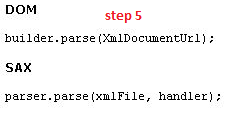 DOM
step 5
builder.parse(XmlDocumentUrl);
SAX
parser.parse(xmlFile, handler);